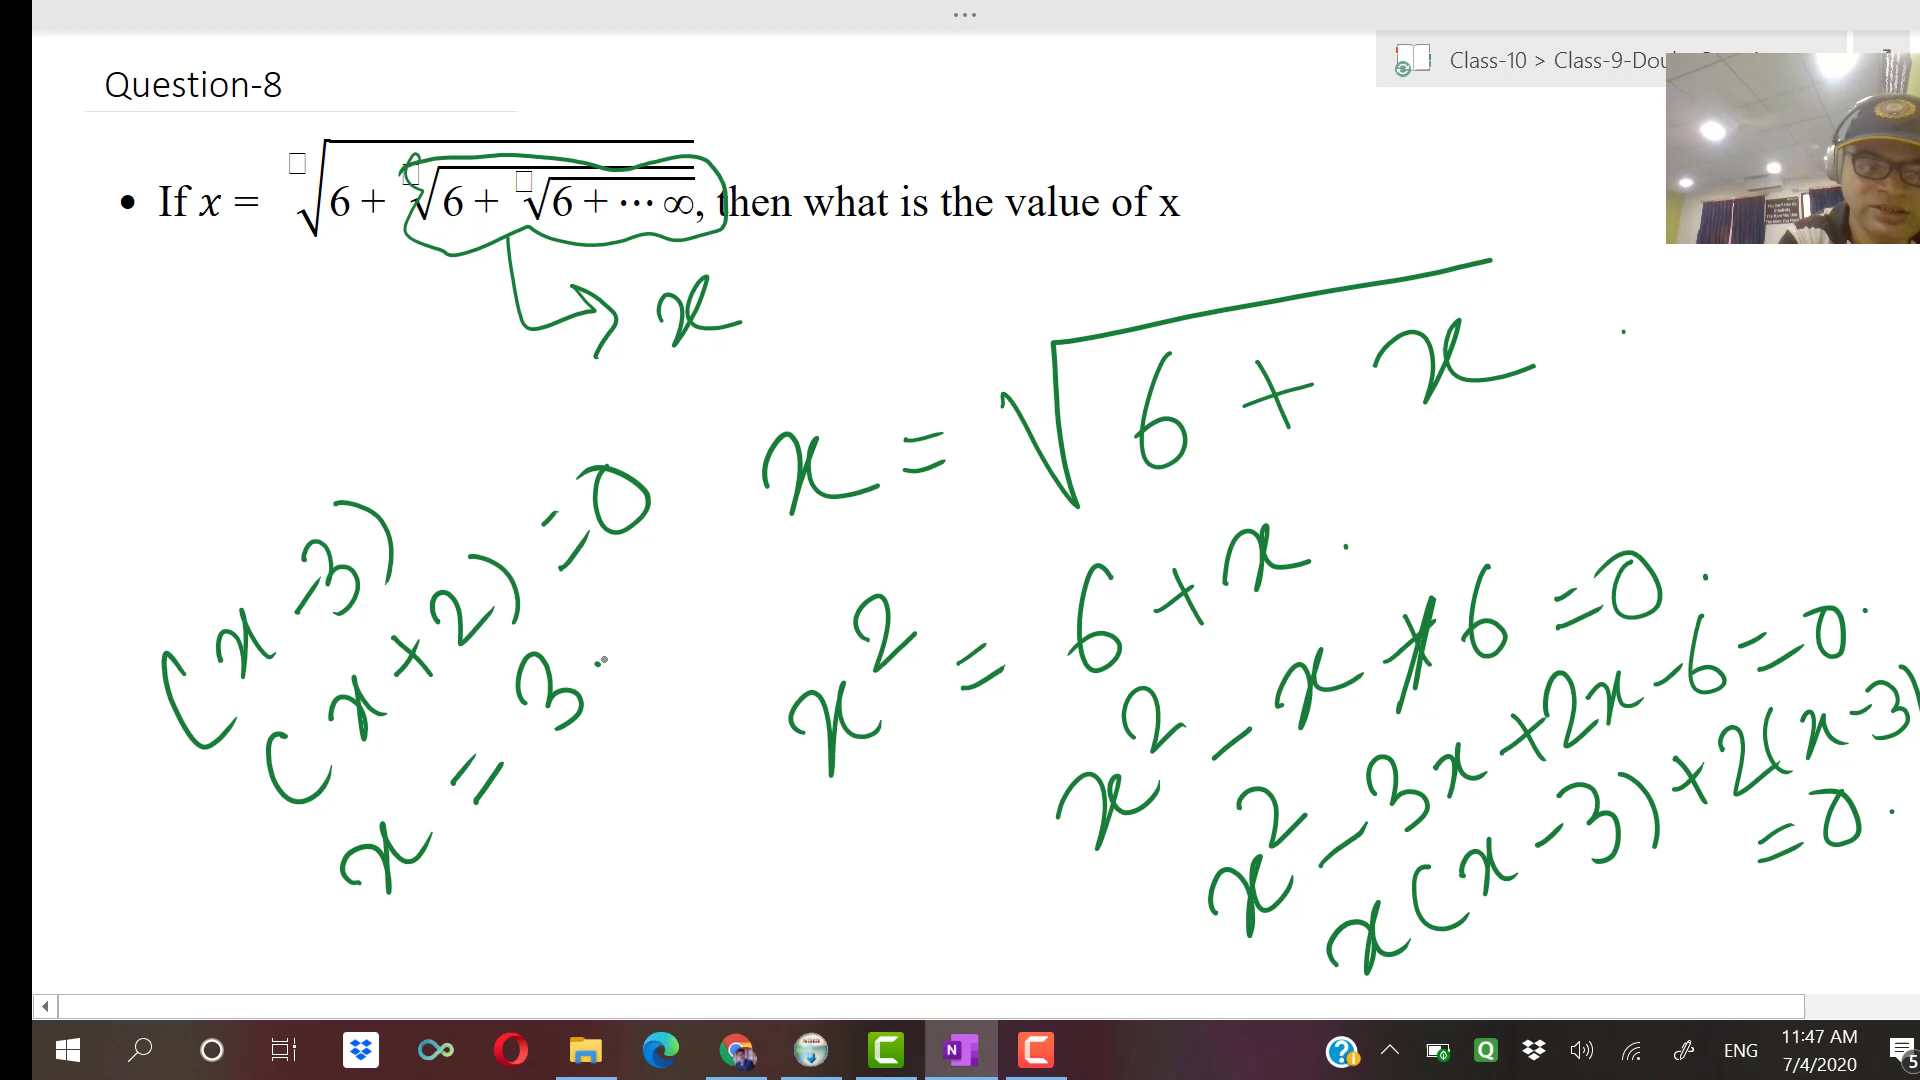 ...
Class-10 > Class-9-Dou
Question-8
• If x = √6 + √6 + √6 + ⋯ ∞, then what is the value of x
x
x = √6 + x
x² = 6 + x
x² - x - 6 = 0
x² - 3x + 2x - 6 = 0
x(x - 3) + 2(x - 3)
= 0
(x - 3)
(x + 2) = 0
x = 3
N
Q
ENG
11:47 AM
7/4/2020
5